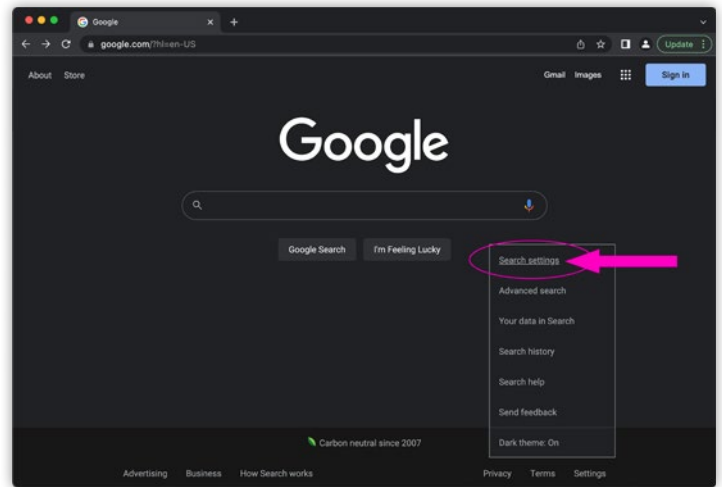 Google
google.com/?hl=en-US
Update
About Store
Gmail Images
Sign in
Google
Google Search I'm Feeling Lucky
Search settings
Advanced search
Your data in Search
Search history
Search help
Send feedback
Dark theme: On
Carbon neutral since 2007
Advertising Business How Search works
Privacy Terms Settings